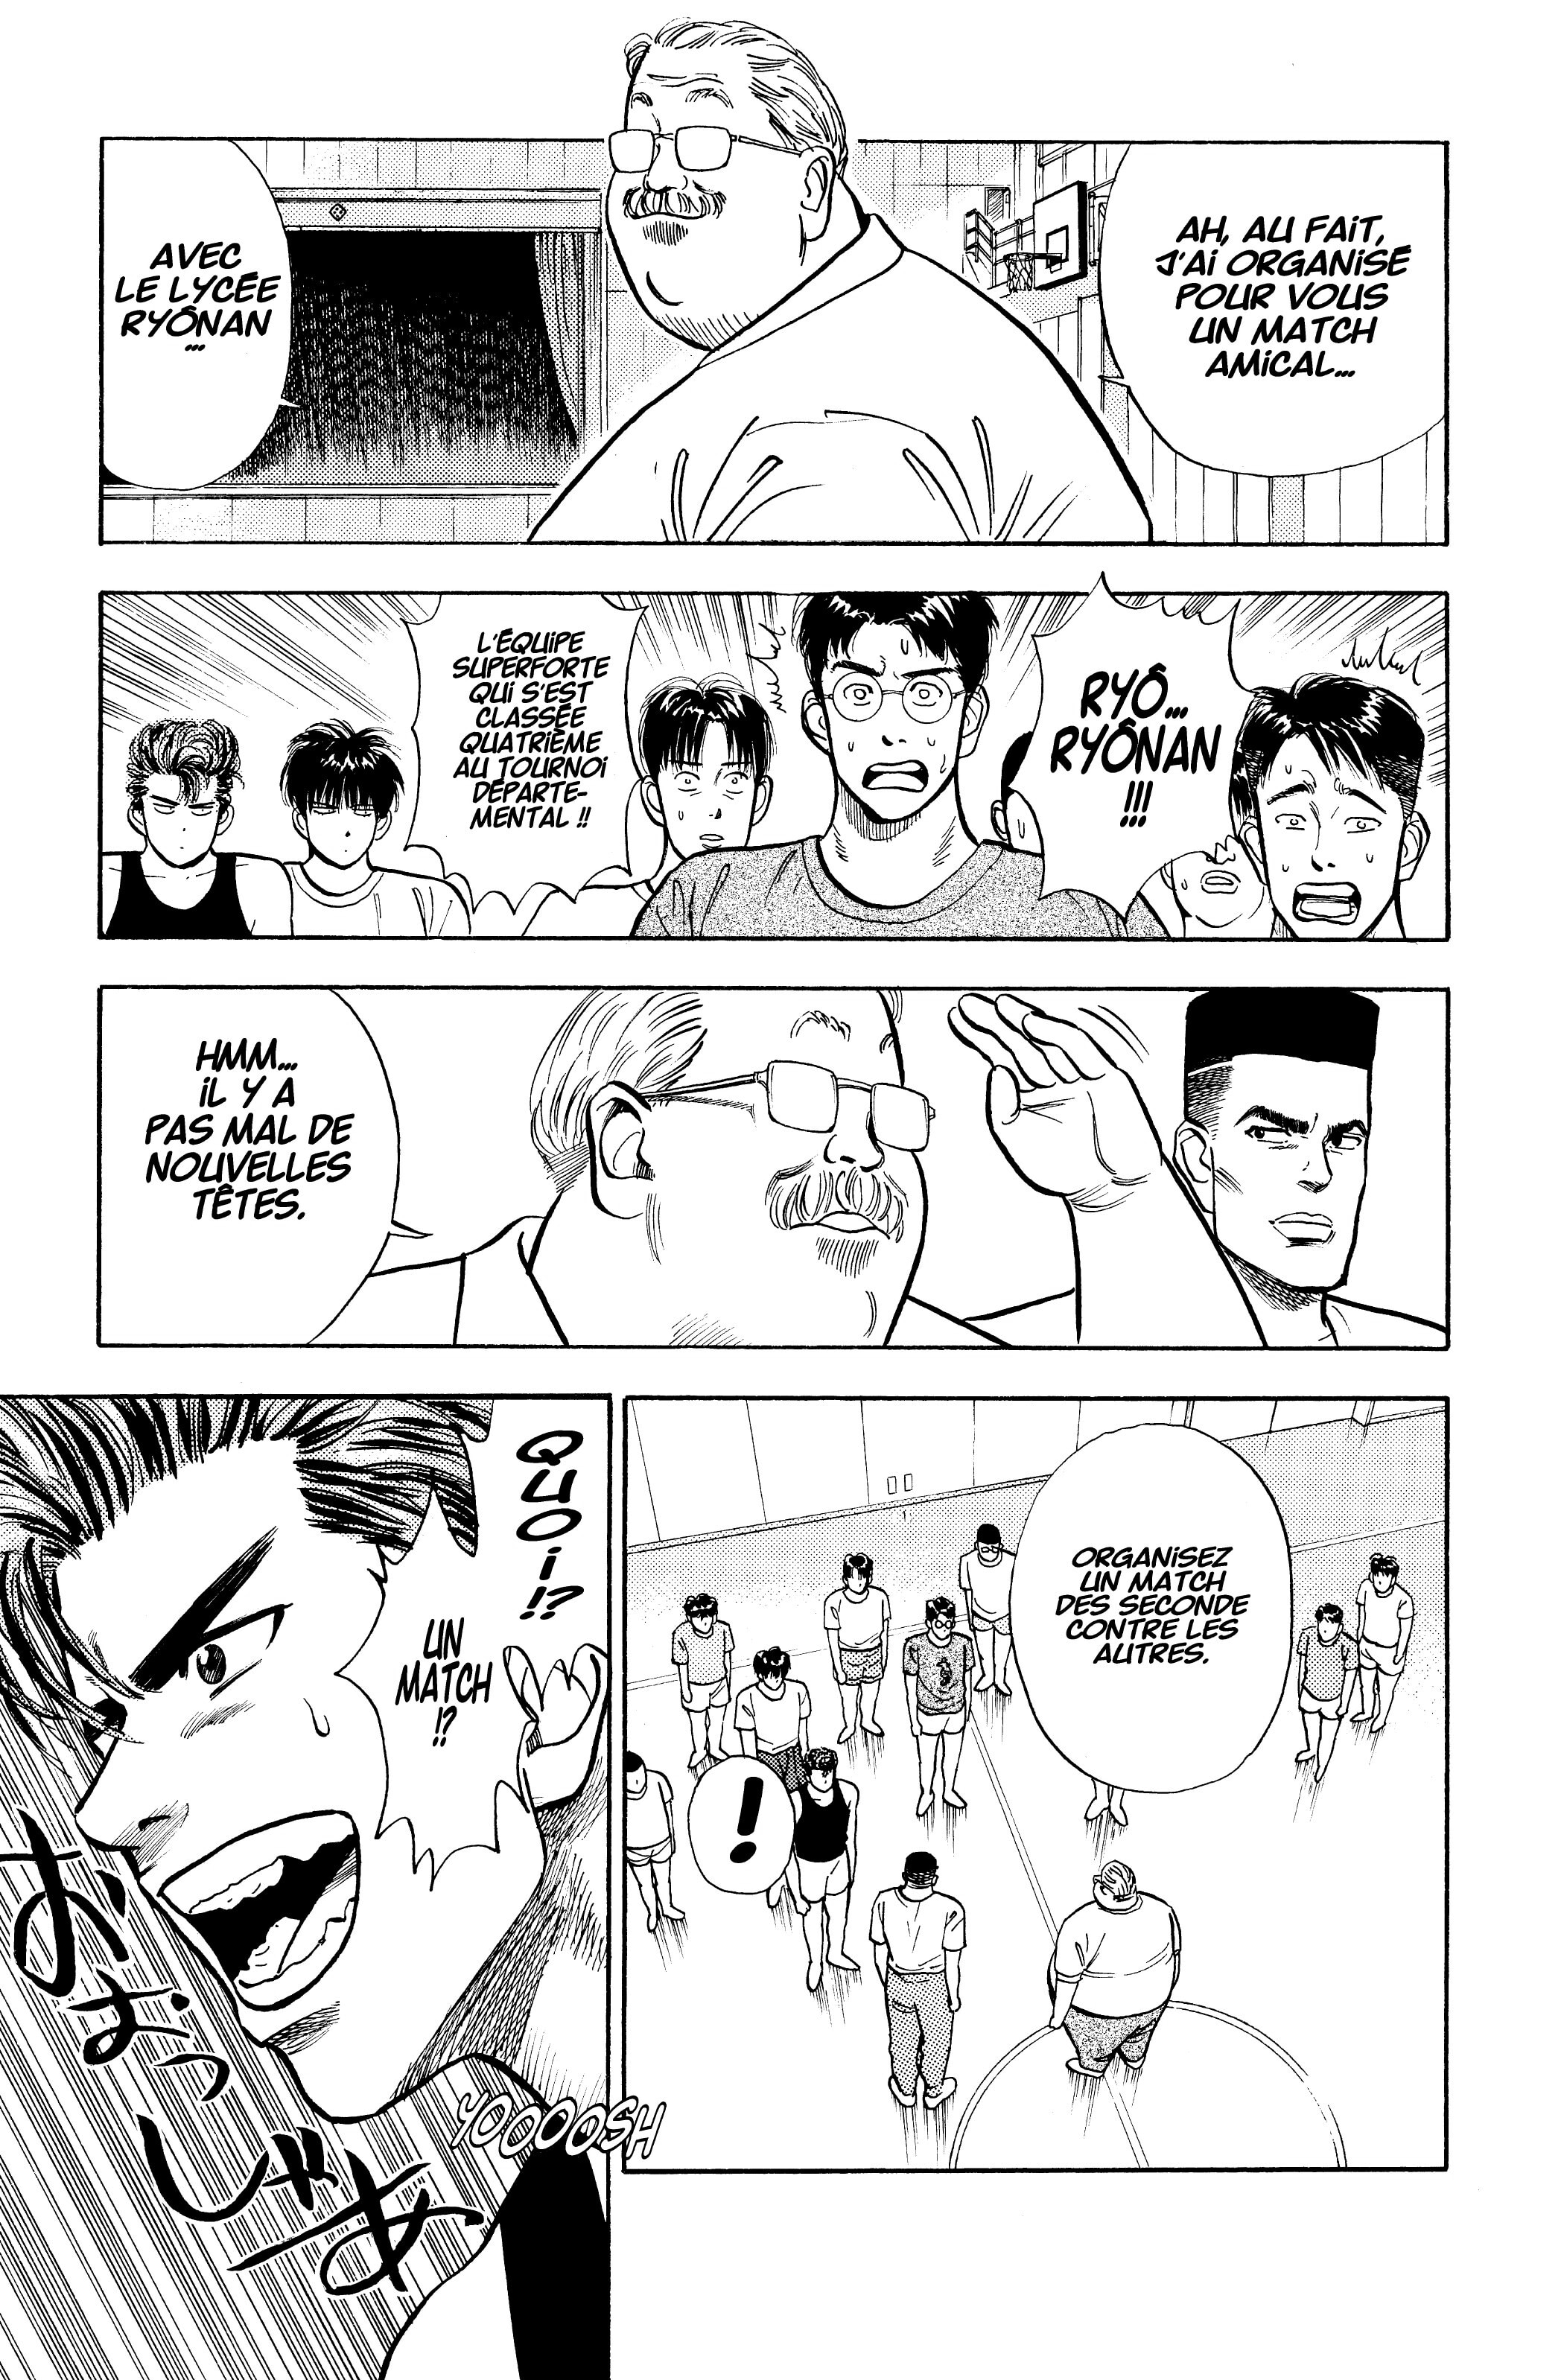 AH, AU FAIT,
J'AI ORGANISÉ
POUR VOUS
UN MATCH
AMICAL...
AVEC
LE LYCÉE
RYÔNAN
...
RYÔ...
RYÔNAN
!!!
L'ÉQUIPE
SUPERFORTE
QUI S'EST
CLASSÉE
QUATRIÈME
AU TOURNOI
DÉPARTE-
MENTAL !!
HMM...
IL Y A
PAS MAL DE
NOUVELLES
TÊTES.
ORGANISEZ
UN MATCH
DES SECONDE
CONTRE LES
AUTRES.
!
QUOI !?
UN
MATCH
!?
おおっしゃあ
YOOOOSH